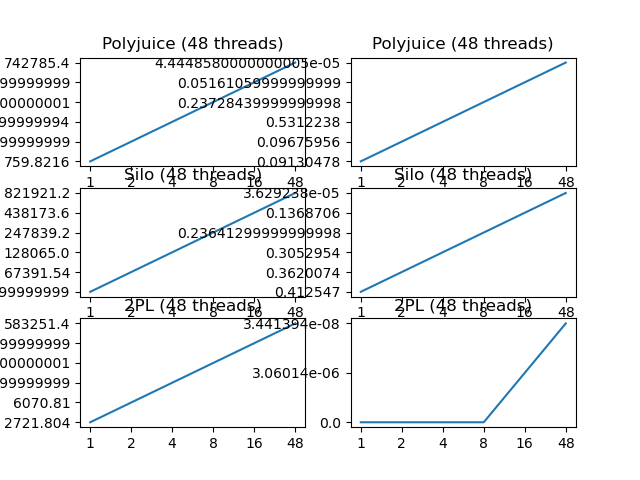 Polyjuice (48 threads) Polyjuice (48 threads)
742785.4 4.4448580000000005e-05
99999999 0.05161059999999999
00000001 0.23728439999999998
99999994 0.5312238
99999999 0.09675956
759.8216 0.09130478
1 2 4 8 16 48 1 2 4 8 16 48
Silo (48 threads) Silo (48 threads)
821921.2 3.629238e-05
438173.6 0.1368706
247839.2 0.23641299999999998
128065.0 0.3052954
67391.54 0.3620074
99999999 0.412547
1 2 4 8 16 48 1 2 4 8 16 48
2PL (48 threads) 2PL (48 threads)
583251.4 3.441394e-08
99999999
00000001 3.06014e-06
99999999
6070.81
2721.804 0.0
1 2 4 8 16 48 1 2 4 8 16 48